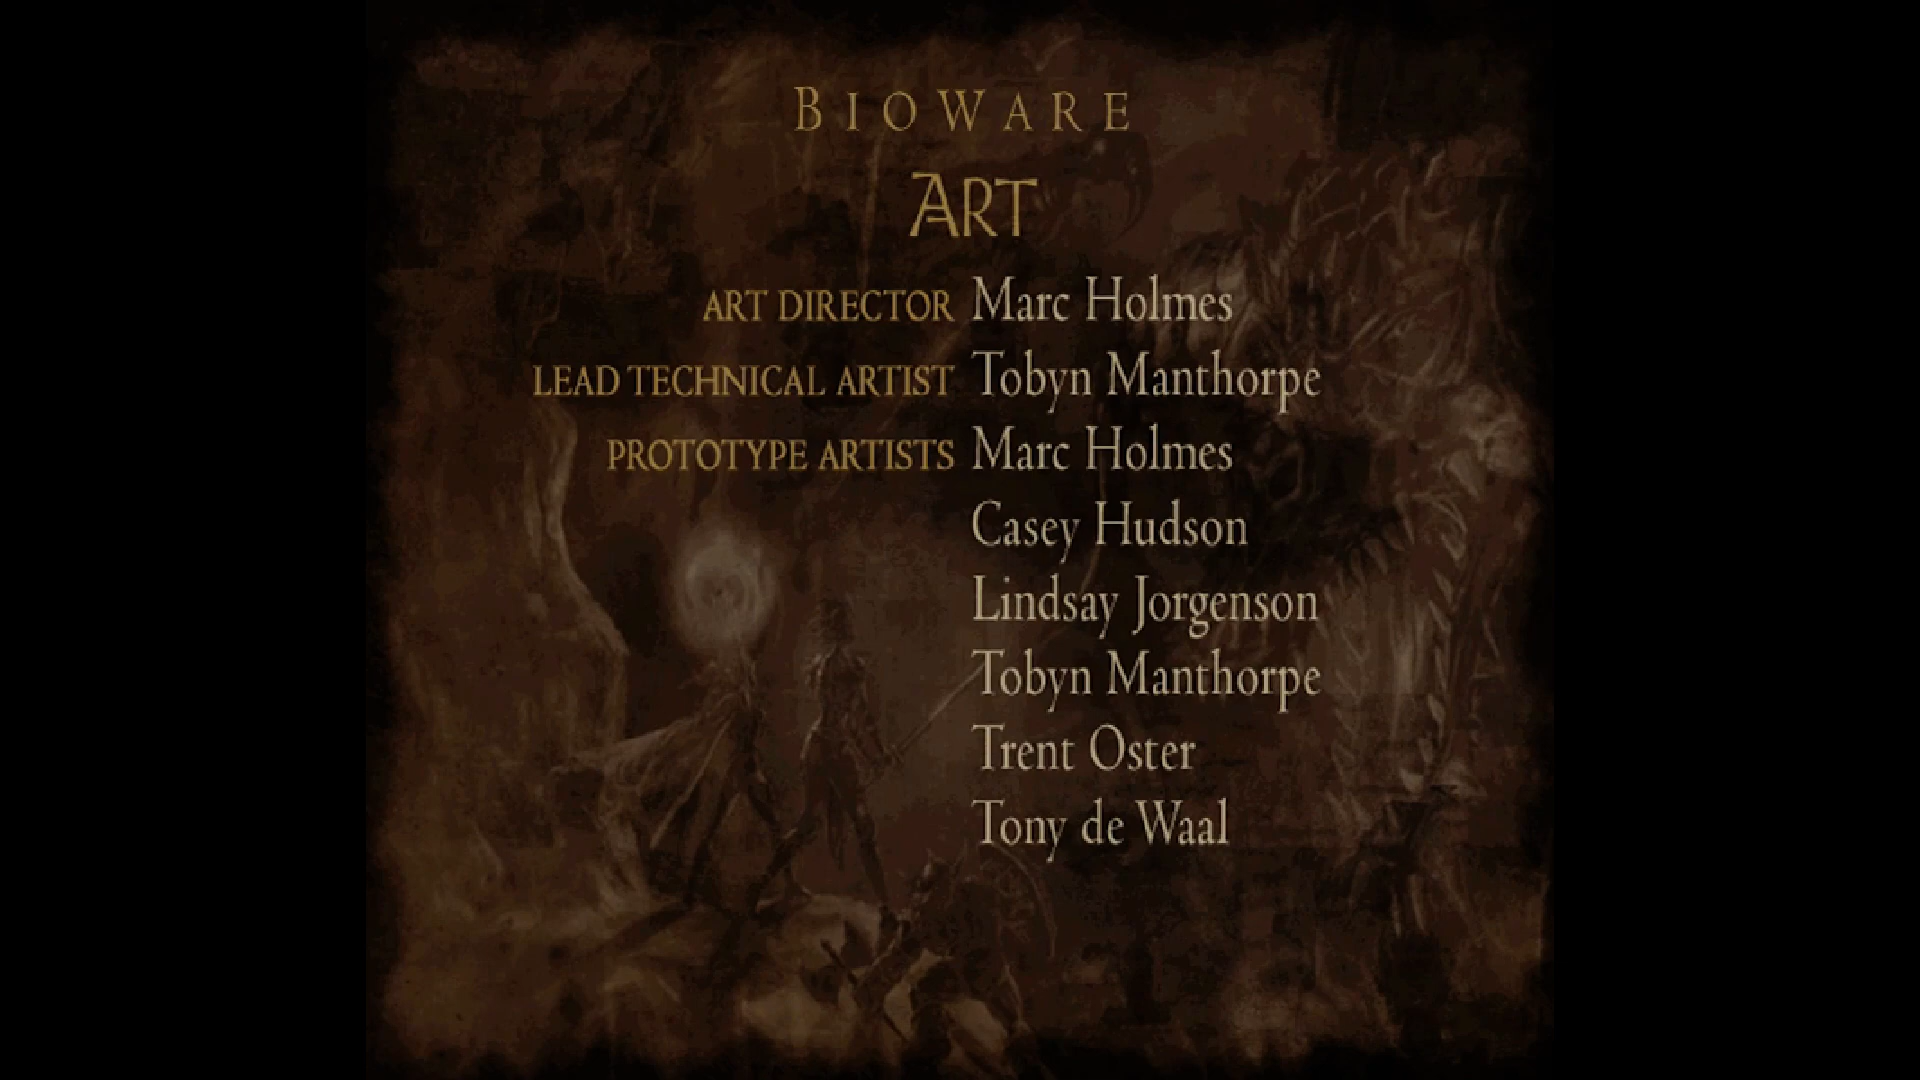 BIOWARE
ART
ART DIRECTOR Marc Holmes
LEAD TECHNICAL ARTIST Tobyn Manthorpe
PROTOTYPE ARTISTS Marc Holmes
Casey Hudson
Lindsay Jorgenson
Tobyn Manthorpe
Trent Oster
Tony de Waal